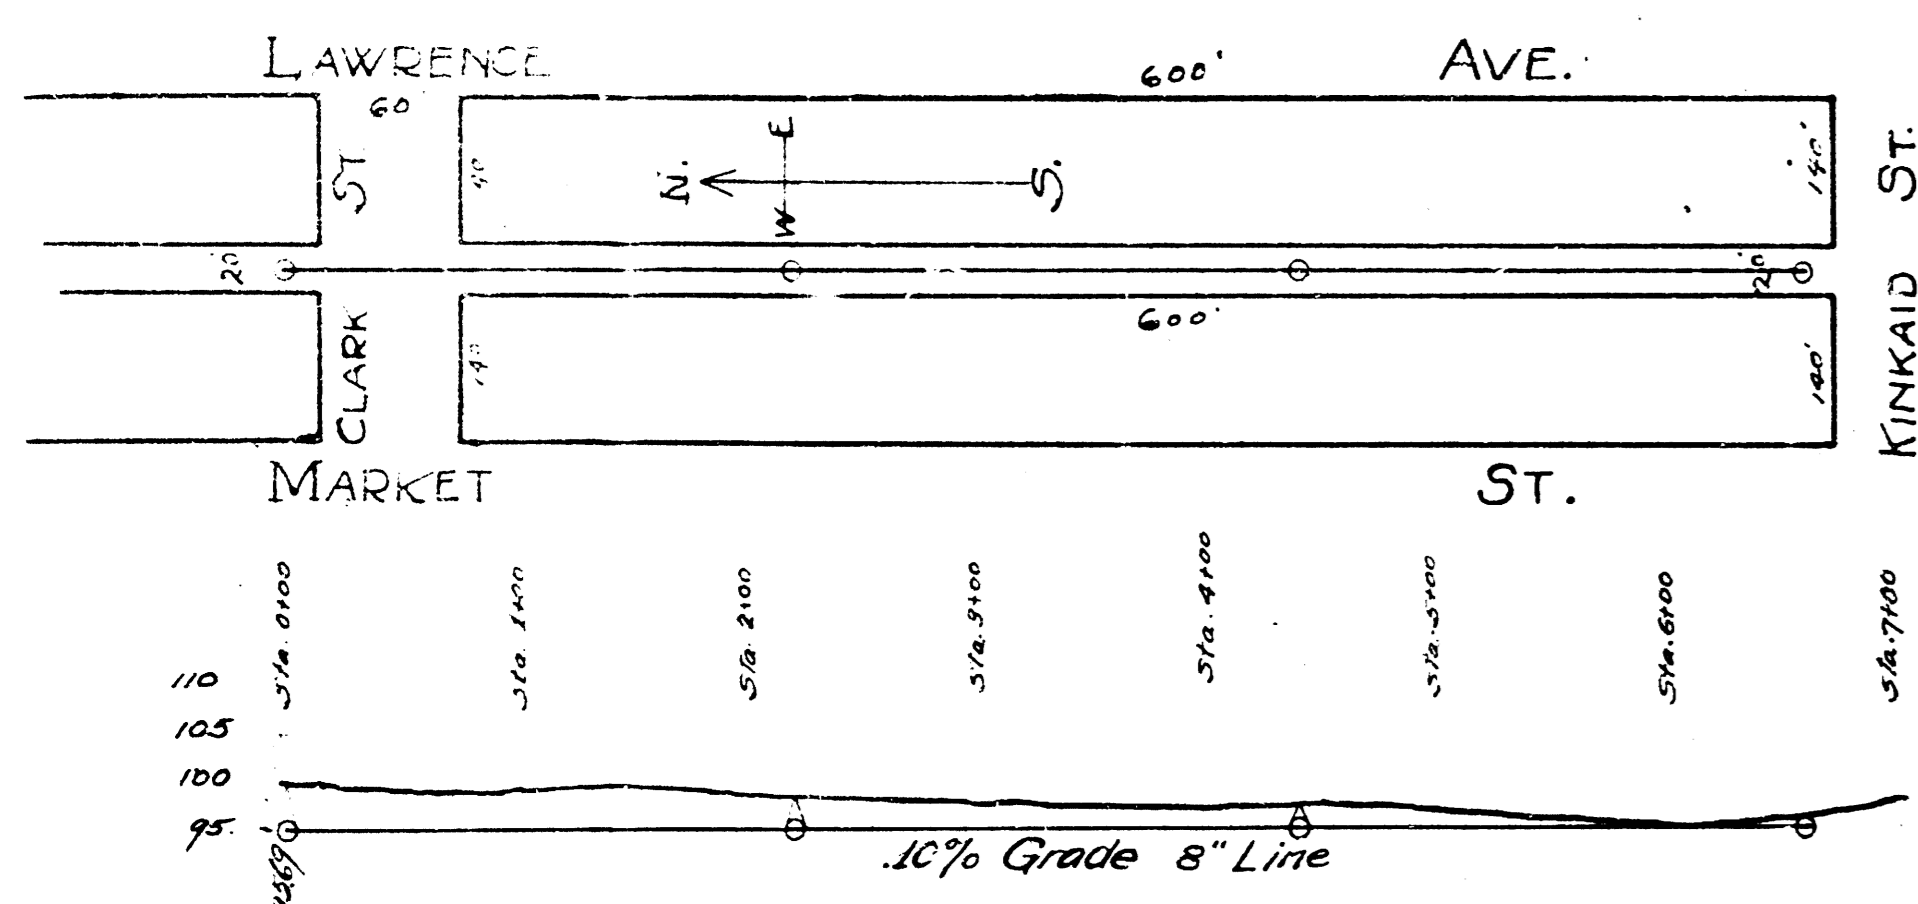 LAWRENCE AVE.
600'
60
ST
CLARK
40
140'
N.
E
S.
W
ST.
KINKAID
20'
20'
600'
140
140'
MARKET ST.
Sta. 0+00
Sta. 1+00
Sta. 2+00
Sta. 3+00
Sta. 4+00
Sta. 5+00
Sta. 6+00
Sta. 7+00
110
105
100
95.
.10% Grade 8" Line